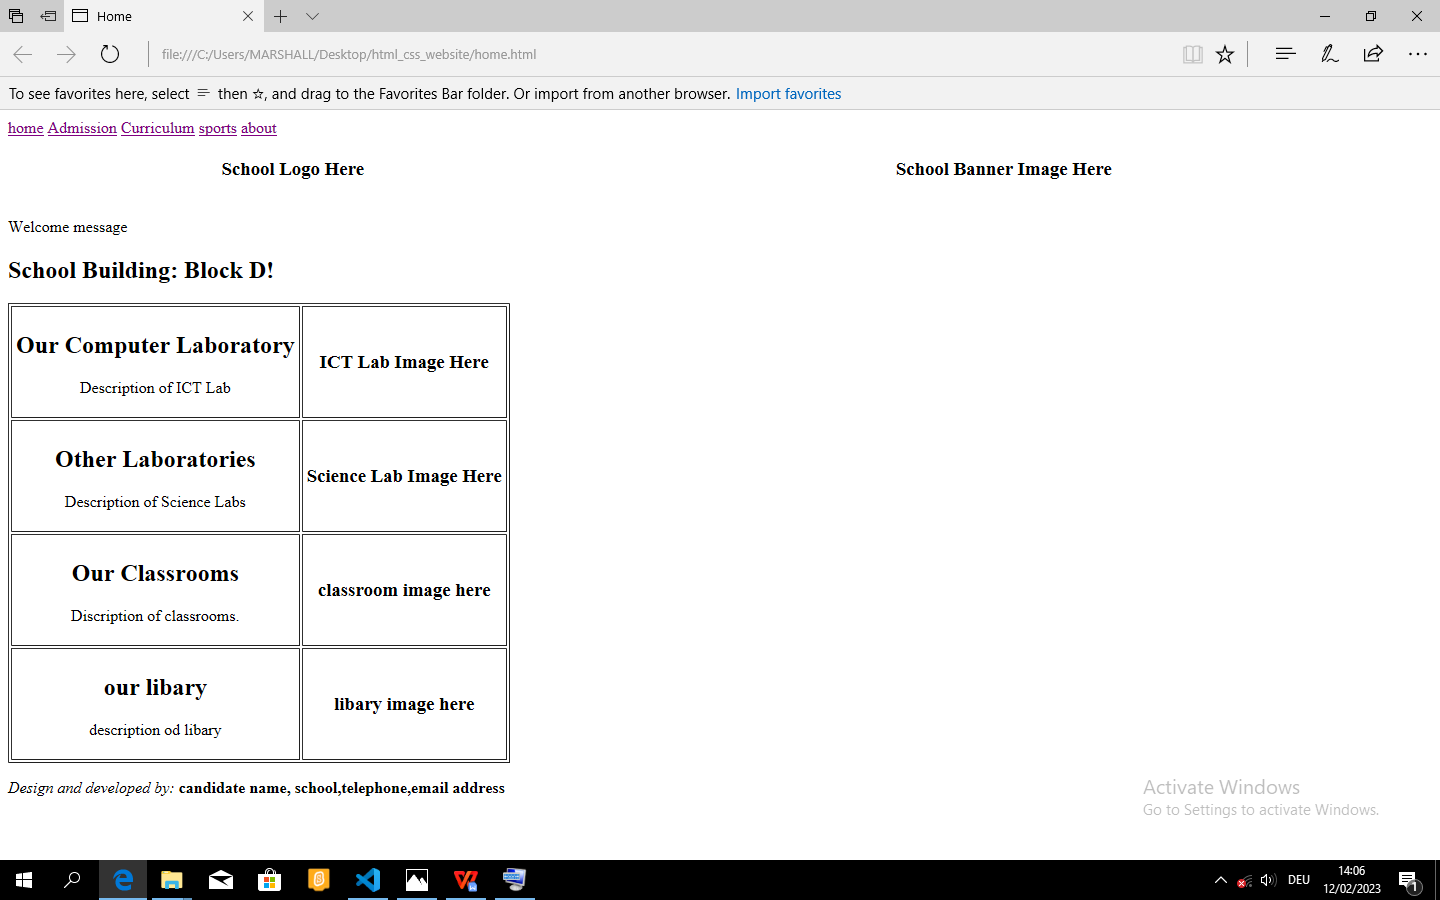 Home
file:///C:/Users/MARSHALL/Desktop/html_css_website/home.html
To see favorites here, select then ☆, and drag to the Favorites Bar folder. Or import from another browser. Import favorites
home Admission Curriculum sports about
School Logo Here School Banner Image Here
Welcome message
School Building: Block D!
Our Computer Laboratory
Description of ICT Lab
ICT Lab Image Here
Other Laboratories
Description of Science Labs
Science Lab Image Here
Our Classrooms
Discription of classrooms.
classroom image here
our libary
description od libary
libary image here
Design and developed by: candidate name, school,telephone,email address
Activate Windows
Go to Settings to activate Windows.
DEU
14:06
12/02/2023
1